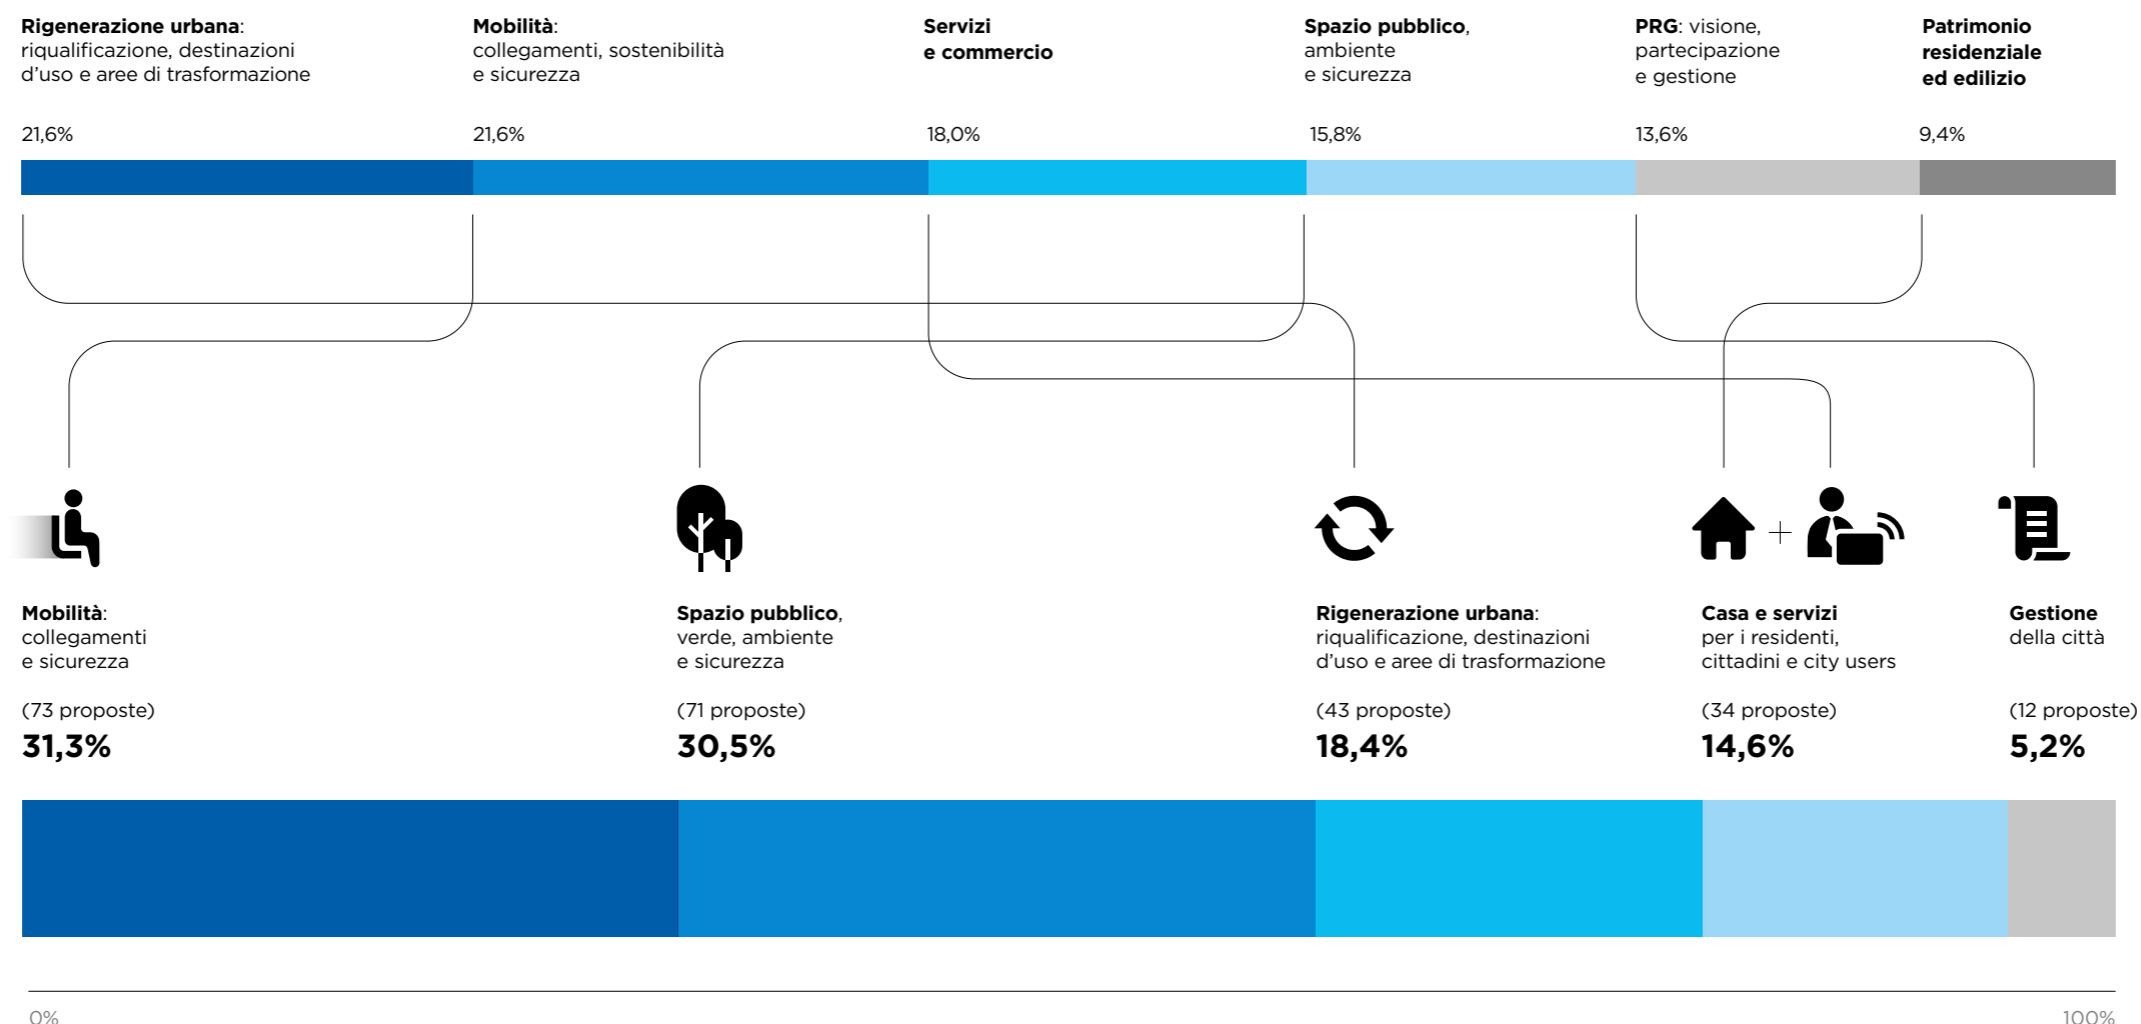 Rigenerazione urbana:
riqualificazione, destinazioni
d'uso e aree di trasformazione
21,6%
Mobilità:
collegamenti, sostenibilità
e sicurezza
21,6%
Servizi
e commercio
18,0%
Spazio pubblico,
ambiente
e sicurezza
15,8%
PRG: visione,
partecipazione
e gestione
13,6%
Patrimonio
residenziale
ed edilizio
9,4%
Mobilità:
collegamenti
e sicurezza
(73 proposte)
31,3%
Spazio pubblico,
verde, ambiente
e sicurezza
(71 proposte)
30,5%
Rigenerazione urbana:
riqualificazione, destinazioni
d'uso e aree di trasformazione
(43 proposte)
18,4%
+
Casa e servizi
per i residenti,
cittadini e city users
(34 proposte)
14,6%
Gestione
della città
(12 proposte)
5,2%
0%
100%